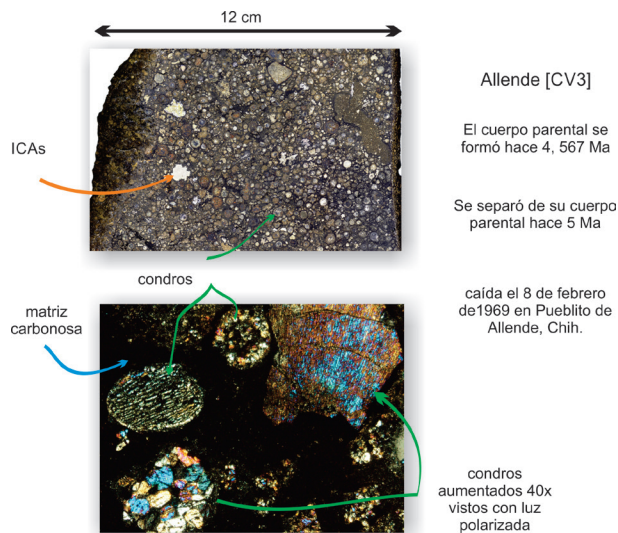 12 cm
Allende [CV3]
El cuerpo parental se
formó hace 4, 567 Ma
ICAs
Se separó de su cuerpo
parental hace 5 Ma
condros
caída el 8 de febrero
de1969 en Pueblito de
Allende, Chih.
matriz
carbonosa
condros
aumentados 40x
vistos con luz
polarizada